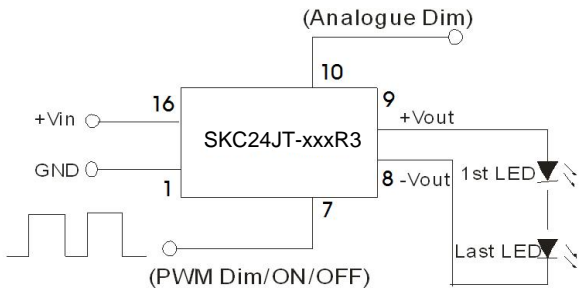 (Analogue Dim)
10
16
9
+Vin
+Vout
SKC24JT-xxxR3
GND
1
8
-Vout
1st LED
7
Last LED
(PWM Dim/ON/OFF)